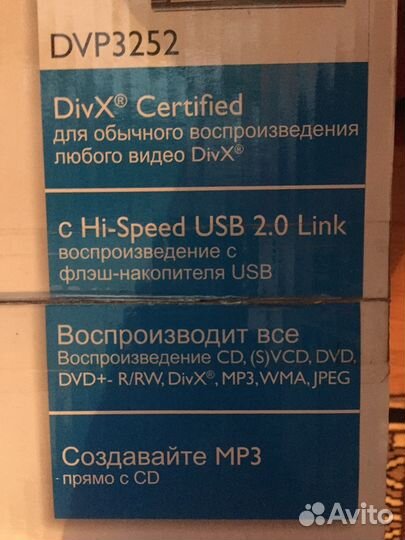 DVP3252
DivX® Certified
для обычного воспроизведения
любого видео DivX®
с Hi-Speed USB 2.0 Link
воспроизведение с
флэш-накопителя USB
Воспроизводит все
Воспроизведение CD, (S)VCD, DVD,
DVD+- R/RW, DivX®, MP3, WMA, JPEG
Создавайте MP3
прямо с CD
Avito